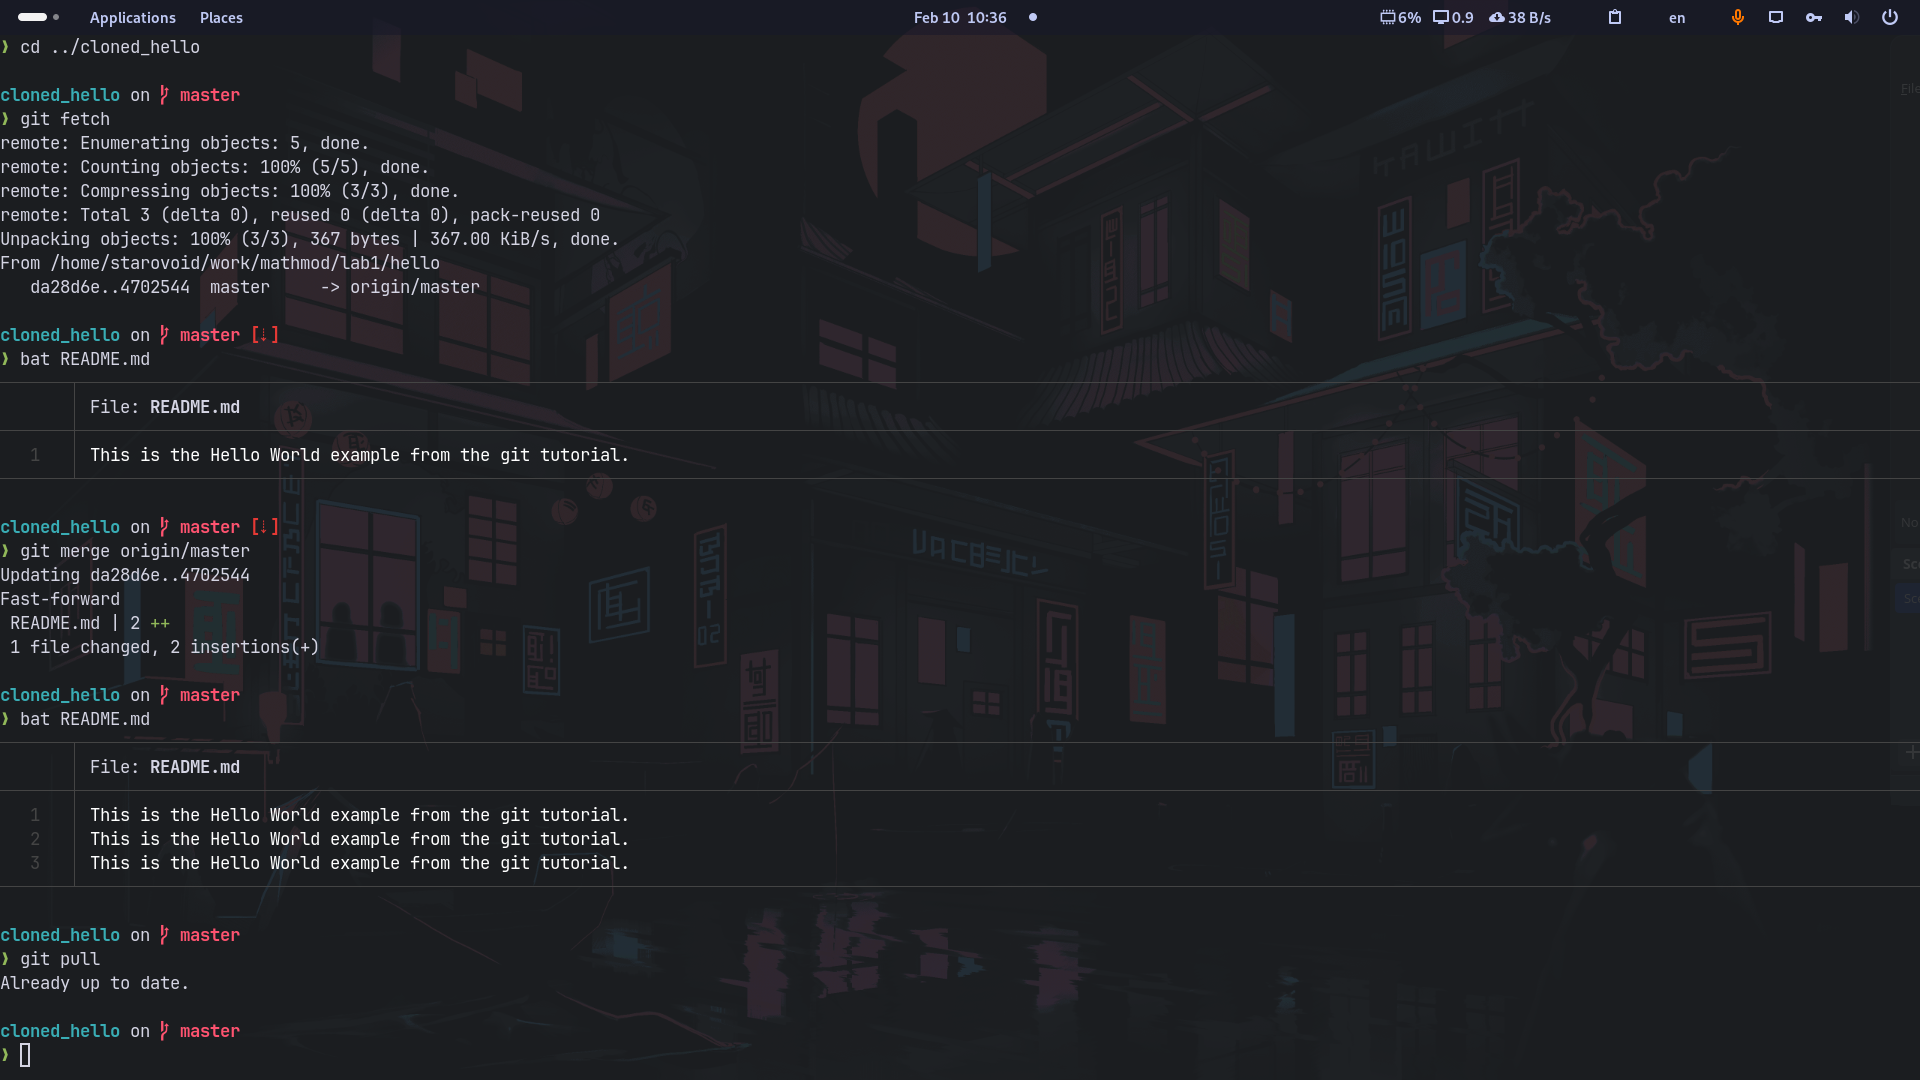 Applications Places Feb 10 10:36 6% 0.9 38 B/s en
❯ cd ../cloned_hello
cloned_hello on master
❯ git fetch
remote: Enumerating objects: 5, done.
remote: Counting objects: 100% (5/5), done.
remote: Compressing objects: 100% (3/3), done.
remote: Total 3 (delta 0), reused 0 (delta 0), pack-reused 0
Unpacking objects: 100% (3/3), 367 bytes | 367.00 KiB/s, done.
From /home/starovoid/work/mathmod/lab1/hello
   da28d6e..4702544  master     -> origin/master
cloned_hello on master [⇣]
❯ bat README.md
File: README.md
1 This is the Hello World example from the git tutorial.
cloned_hello on master [⇣]
❯ git merge origin/master
Updating da28d6e..4702544
Fast-forward
 README.md | 2 ++
 1 file changed, 2 insertions(+)
cloned_hello on master
❯ bat README.md
File: README.md
1 This is the Hello World example from the git tutorial.
2 This is the Hello World example from the git tutorial.
3 This is the Hello World example from the git tutorial.
cloned_hello on master
❯ git pull
Already up to date.
cloned_hello on master
❯